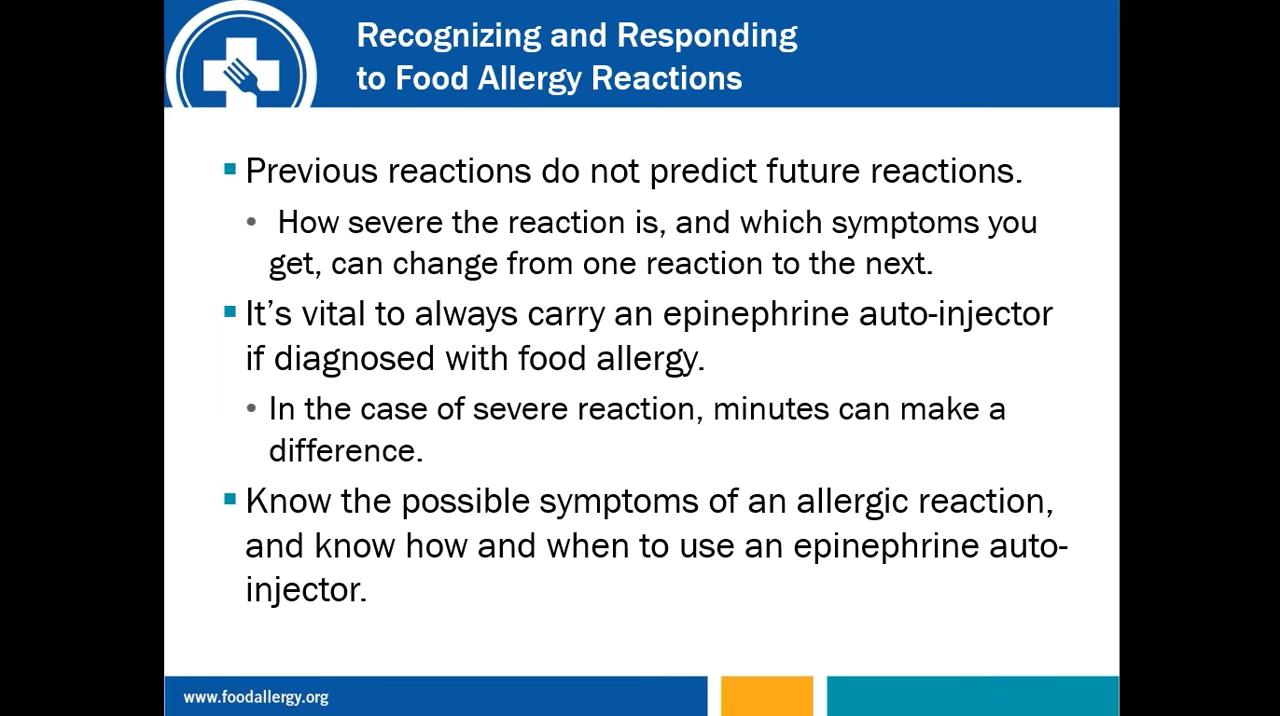 Recognizing and Responding
to Food Allergy Reactions
Previous reactions do not predict future reactions.
How severe the reaction is, and which symptoms you
get, can change from one reaction to the next.
It’s vital to always carry an epinephrine auto-injector
if diagnosed with food allergy.
In the case of severe reaction, minutes can make a
difference.
Know the possible symptoms of an allergic reaction,
and know how and when to use an epinephrine auto-
injector.
www.foodallergy.org